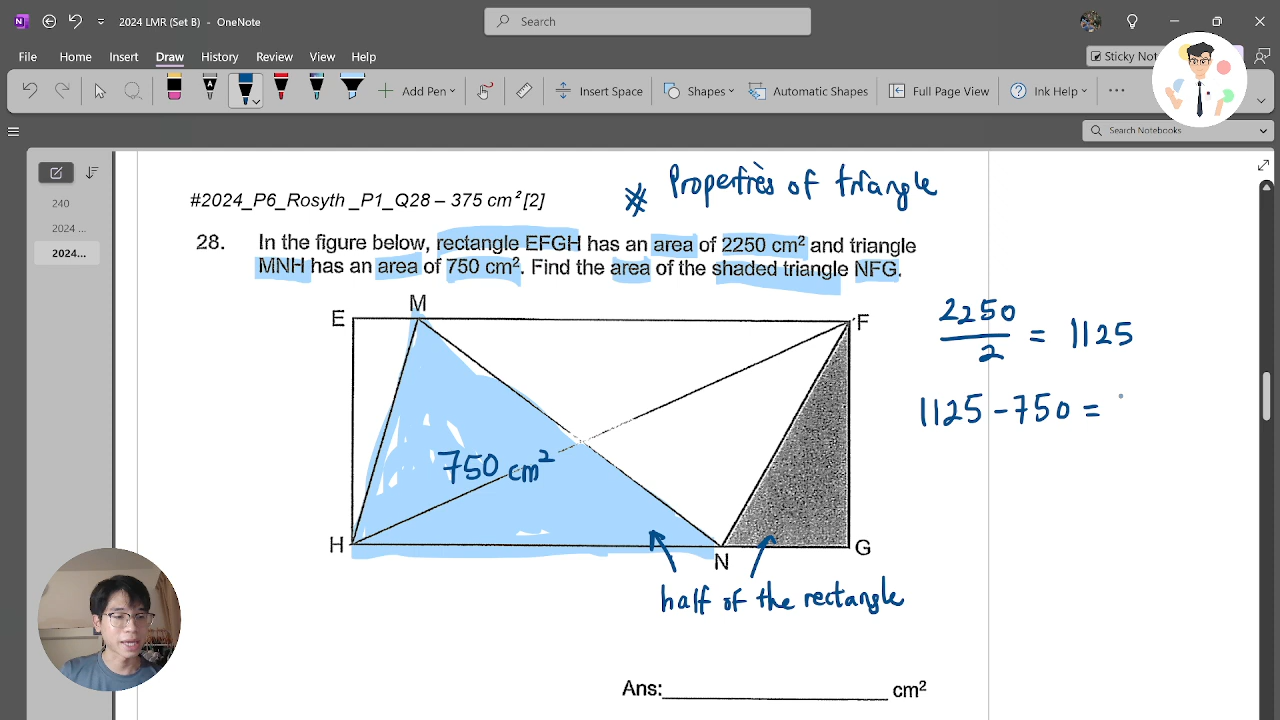 2024 LMR (Set B) - OneNote
Search
File Home Insert Draw History Review View Help
Sticky Notes
Add Pen Insert Space Shapes Automatic Shapes Full Page View Ink Help
Search Notebooks
240
2024 ...
2024...
#2024_P6_Rosyth _P1_Q28 – 375 cm² [2]
* Properties of triangle
28. In the figure below, rectangle EFGH has an area of 2250 cm² and triangle
MNH has an area of 750 cm². Find the area of the shaded triangle NFG.
M
E
F
2250
2
= 1125
1125 - 750 =
750 cm²
H
N
G
half of the rectangle
Ans: cm²